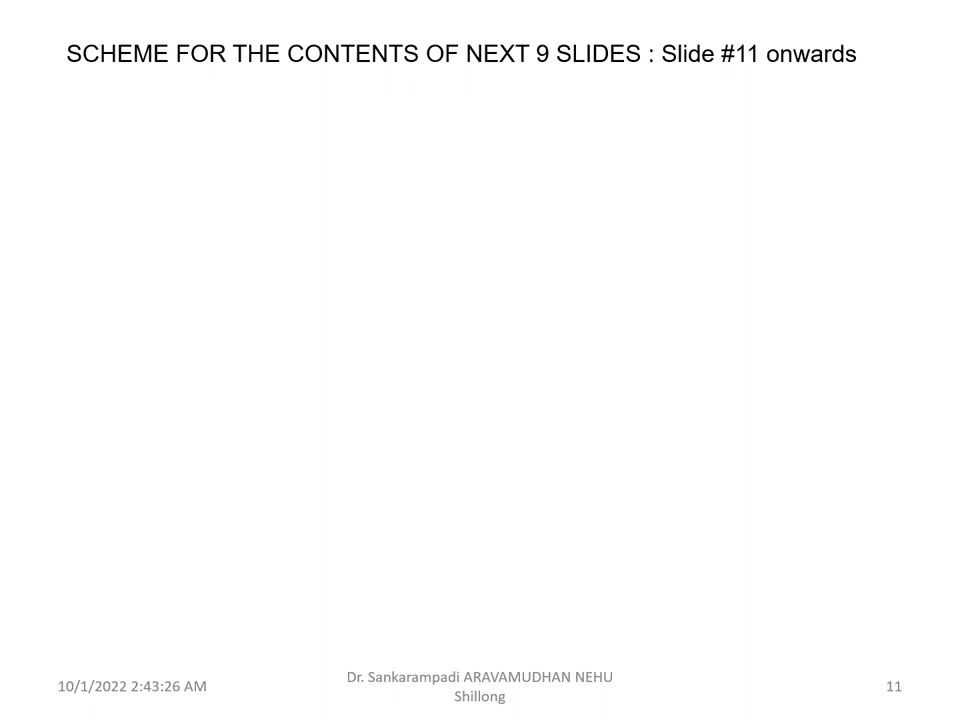 SCHEME FOR THE CONTENTS OF NEXT 9 SLIDES : Slide #11 onwards
10/1/2022 2:43:26 AM
Dr. Sankarampadi ARAVAMUDHAN NEHU
Shillong
11